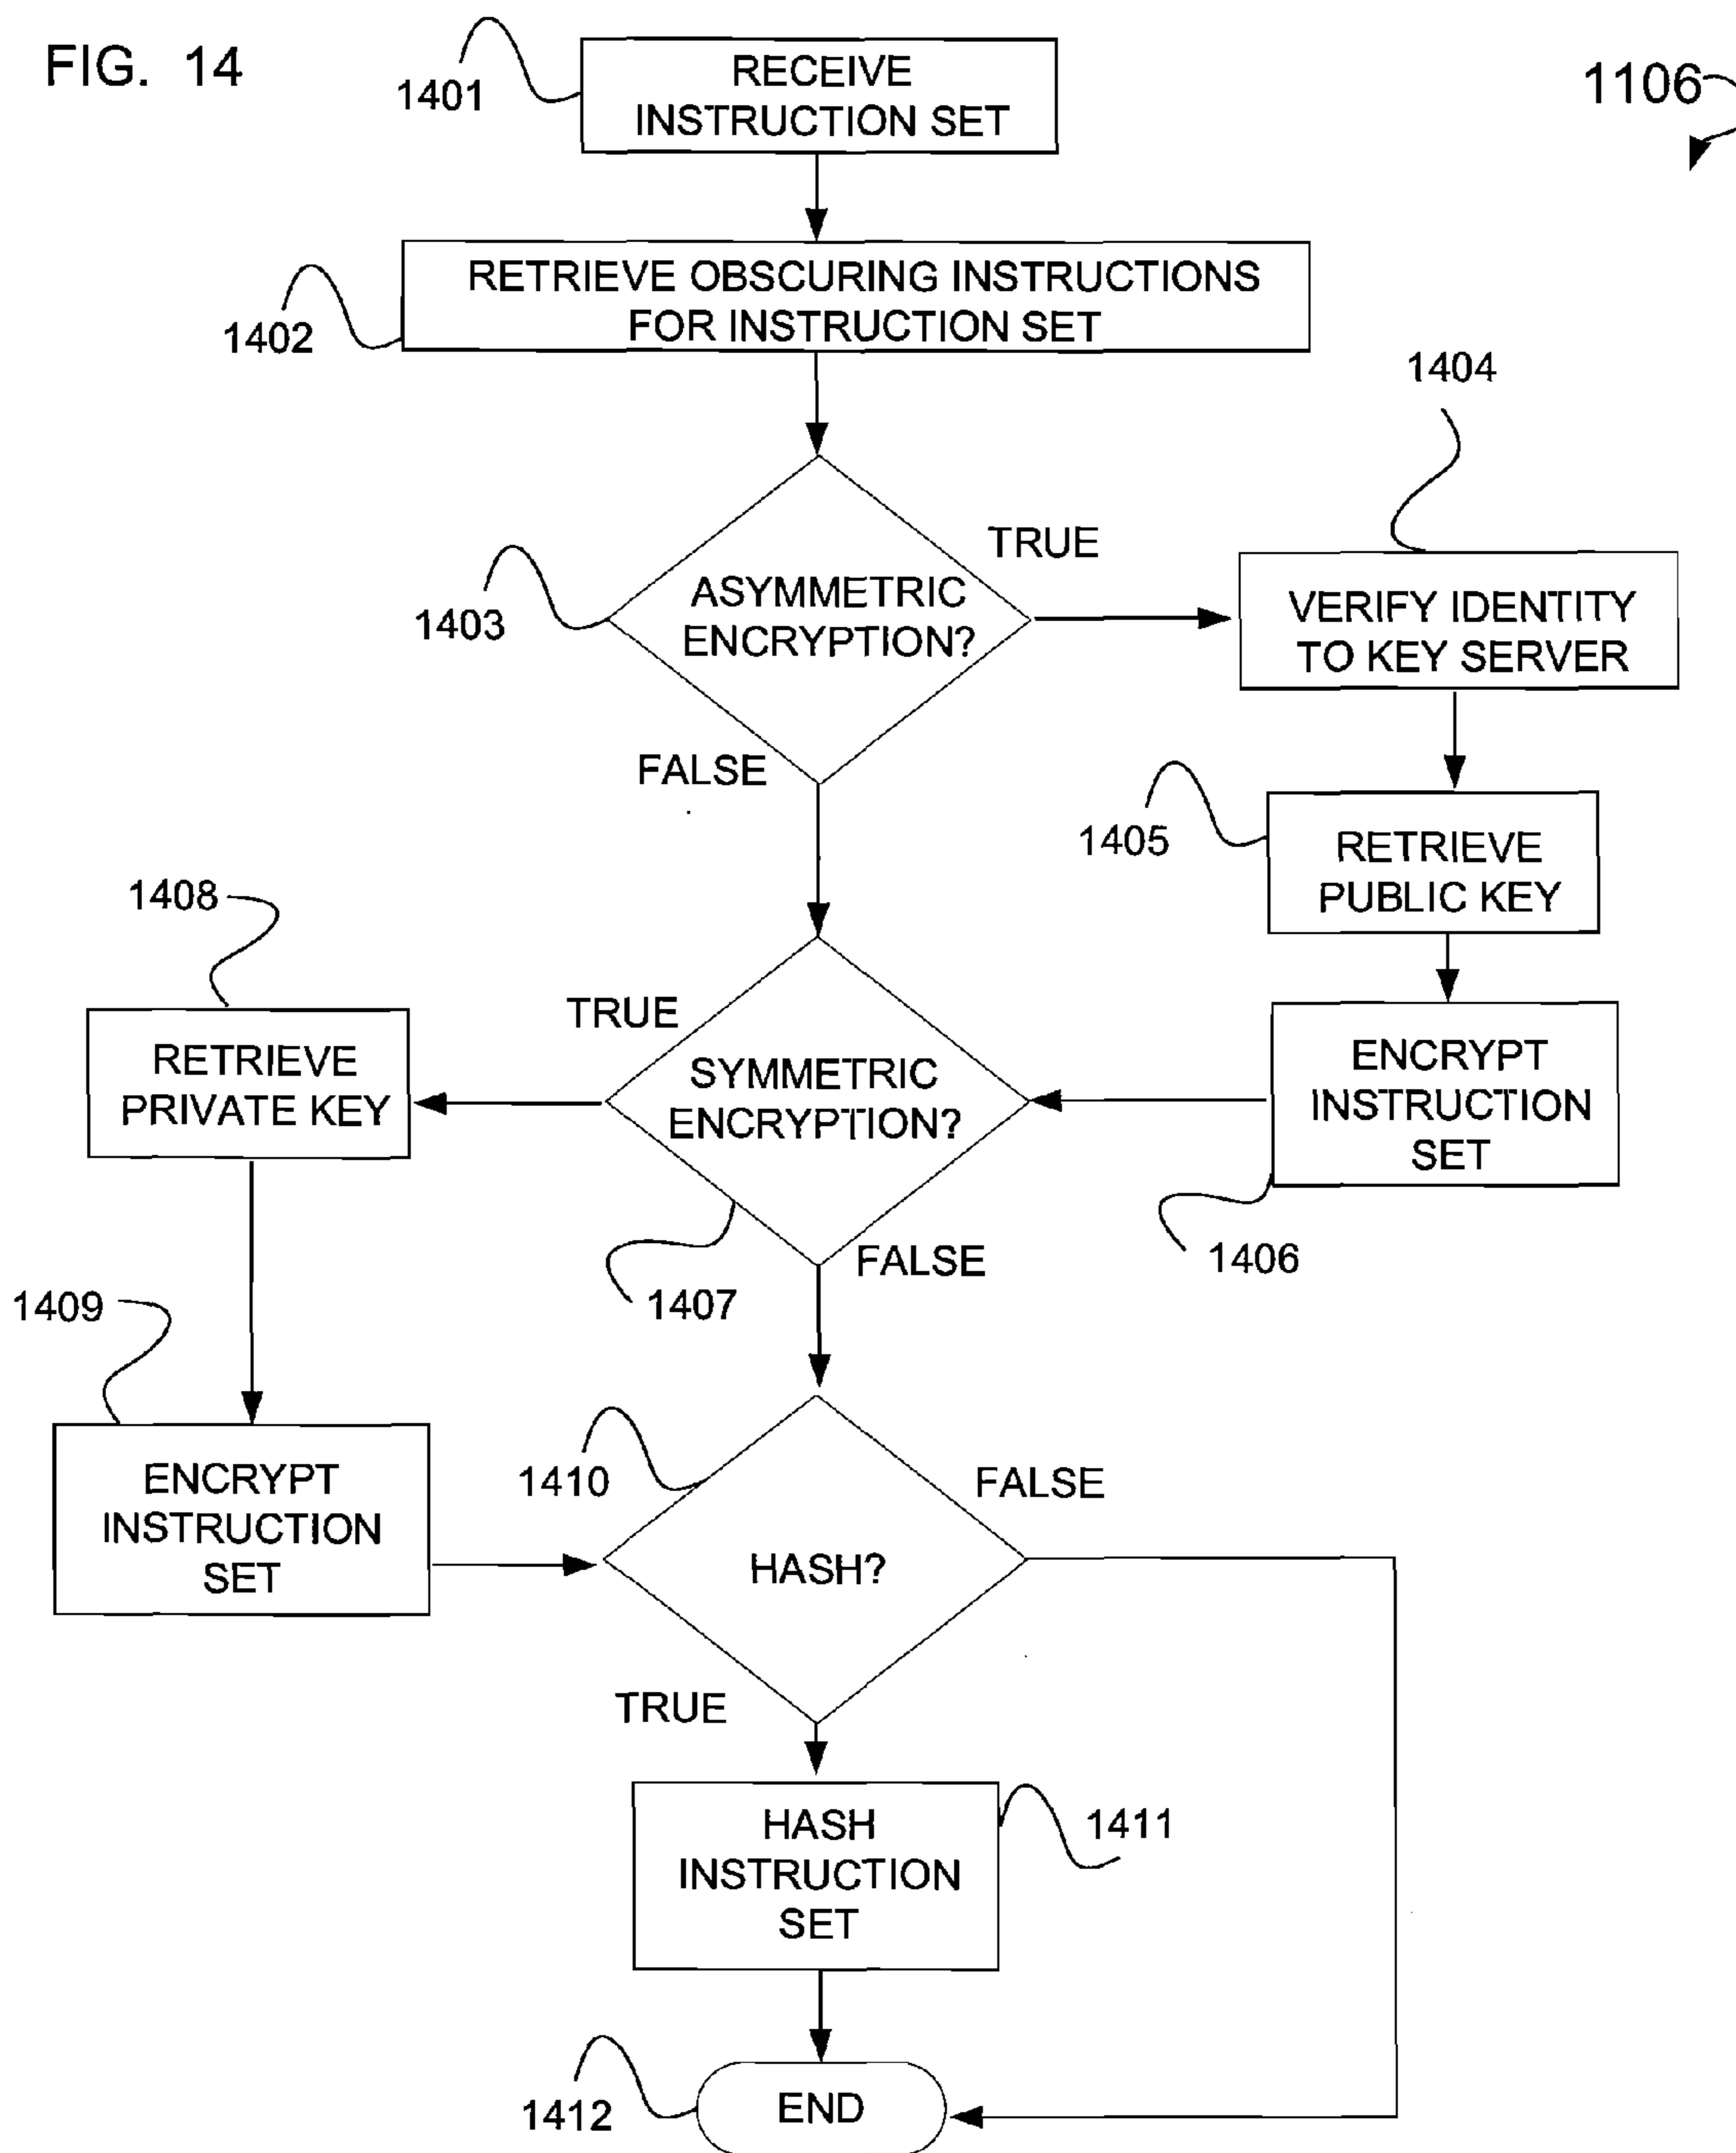 FIG. 14
1106
1401
RECEIVE
INSTRUCTION SET
1402
RETRIEVE OBSCURING INSTRUCTIONS
FOR INSTRUCTION SET
1403
ASYMMETRIC
ENCRYPTION?
TRUE
FALSE
1404
VERIFY IDENTITY
TO KEY SERVER
1405
RETRIEVE
PUBLIC KEY
ENCRYPT
INSTRUCTION
SET
1406
TRUE
SYMMETRIC
ENCRYPTION?
FALSE
1407
1408
RETRIEVE
PRIVATE KEY
1409
ENCRYPT
INSTRUCTION
SET
1410
HASH?
FALSE
TRUE
HASH
INSTRUCTION
SET
1411
1412
END